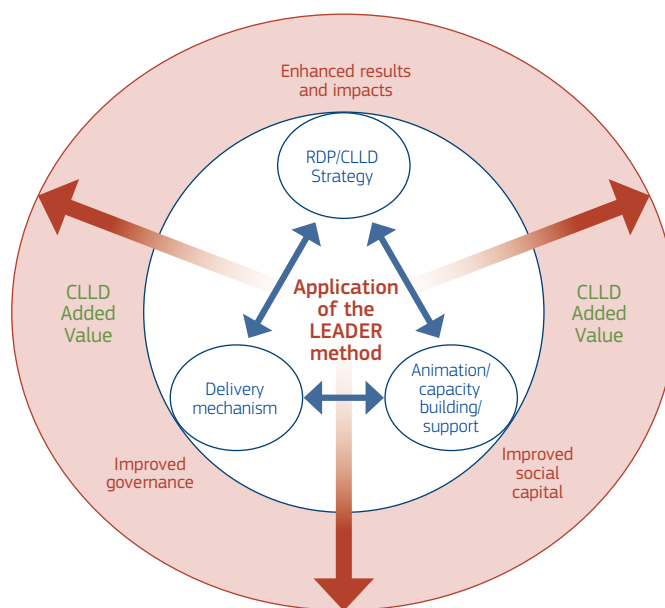 Enhanced results
and impacts
RDP/CLLD
Strategy
CLLD
Added
Value
Application
of the
LEADER
method
CLLD
Added
Value
Delivery
mechanism
Animation/
capacity
building/
support
Improved
governance
Improved
social
capital